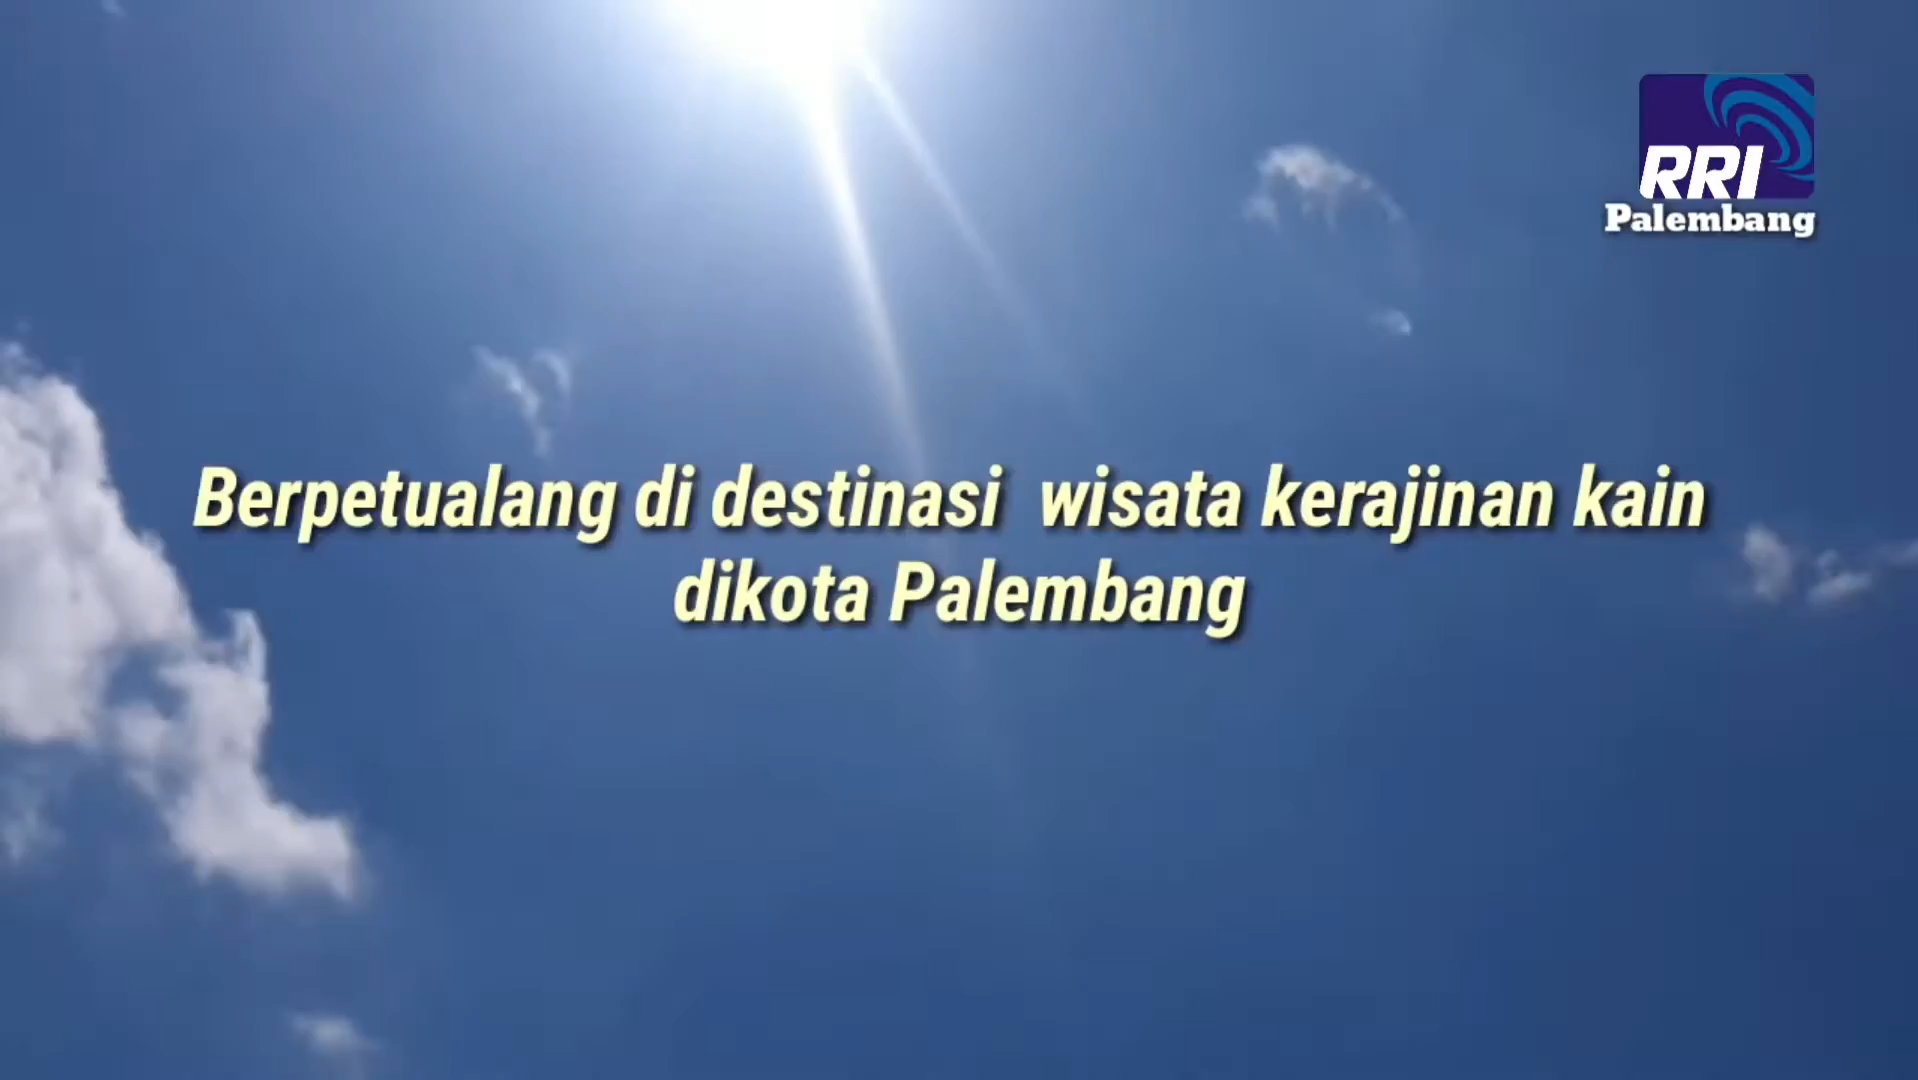 RRI
Palembang
Berpetualang di destinasi  wisata kerajinan kain
dikota Palembang